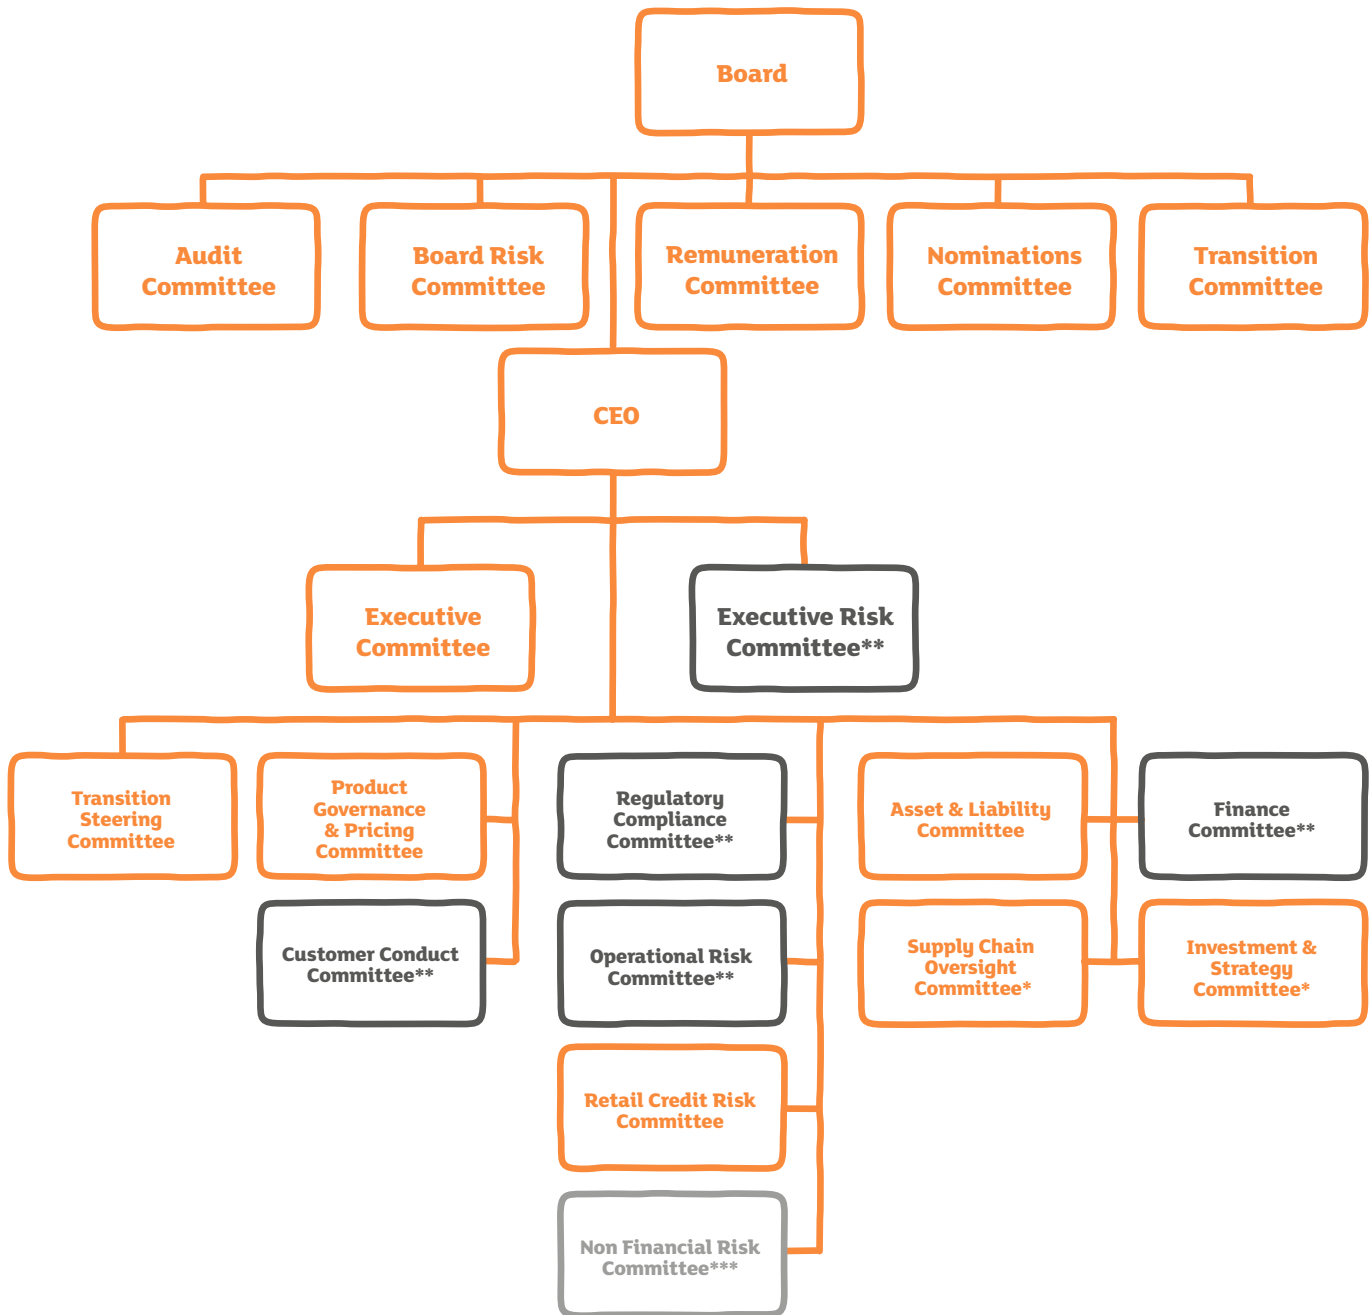 Board
Audit
Committee
Board Risk
Committee
Remuneration
Committee
Nominations
Committee
Transition
Committee
CEO
Executive
Committee
Executive Risk
Committee**
Transition
Steering
Committee
Product
Governance
& Pricing
Committee
Regulatory
Compliance
Committee**
Asset & Liability
Committee
Finance
Committee**
Customer Conduct
Committee**
Operational Risk
Committee**
Supply Chain
Oversight
Committee*
Investment &
Strategy
Committee*
Retail Credit Risk
Committee
Non Financial Risk
Committee***